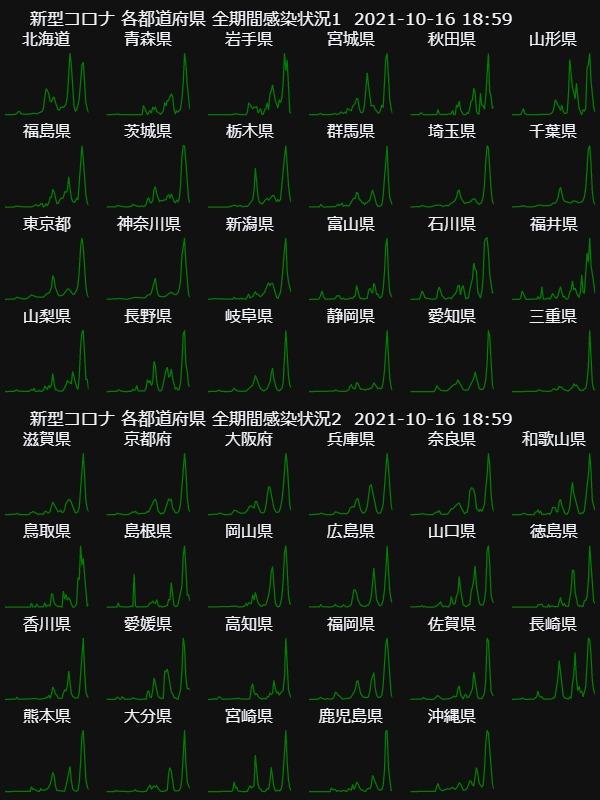 新型コロナ 各都道府県 全期間感染状況1 2021-10-16 18:59
北海道 青森県 岩手県 宮城県 秋田県 山形県
福島県 茨城県 栃木県 群馬県 埼玉県 千葉県
東京都 神奈川県 新潟県 富山県 石川県 福井県
山梨県 長野県 岐阜県 静岡県 愛知県 三重県
新型コロナ 各都道府県 全期間感染状況2 2021-10-16 18:59
滋賀県 京都府 大阪府 兵庫県 奈良県 和歌山県
鳥取県 島根県 岡山県 広島県 山口県 徳島県
香川県 愛媛県 高知県 福岡県 佐賀県 長崎県
熊本県 大分県 宮崎県 鹿児島県 沖縄県